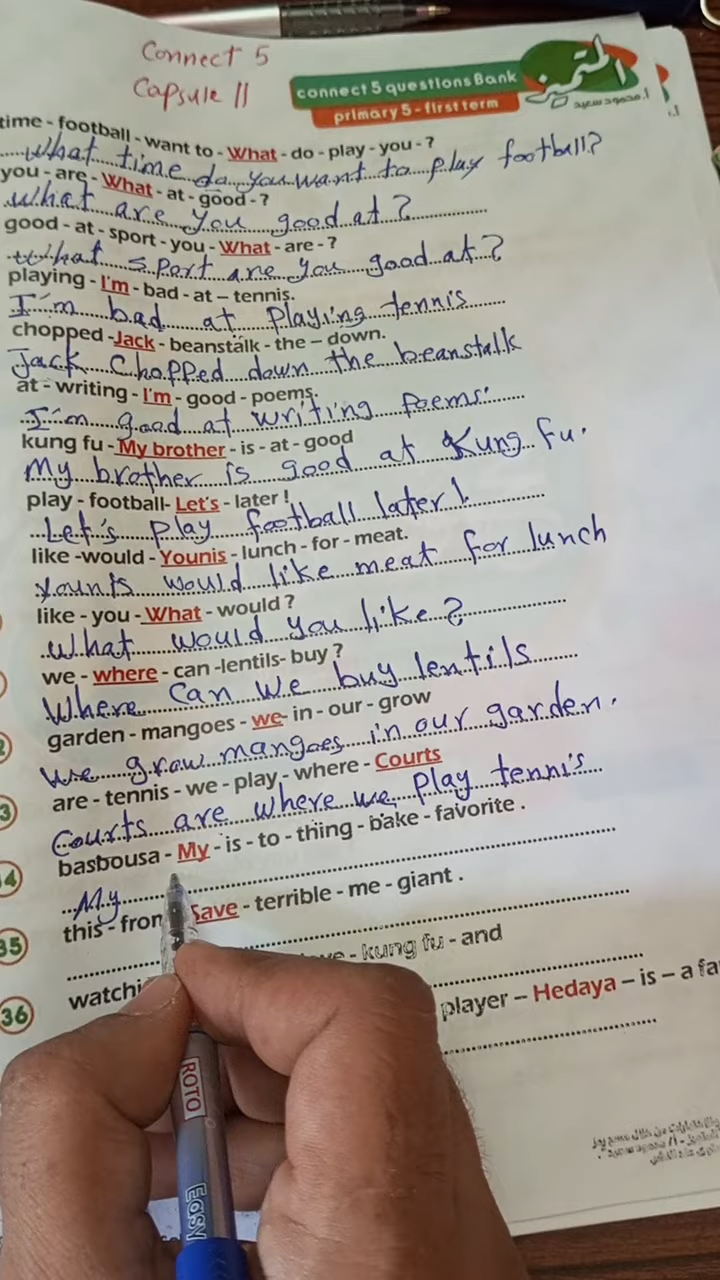 Connect 5
Capsule 11
connect 5 questions Bank
primary 5 - first term
المتميز
أ. محمود سعيد
time - football - want to - What - do - play - you - ?
What time do you want to play football?
you - are - What - at - good - ?
What are you good at?
good - at - sport - you - What - are - ?
What sport are you good at?
playing - I'm - bad - at - tennis.
I'm bad at playing tennis
chopped - Jack - beanstalk - the - down.
Jack chopped down the beanstalk
at - writing - I'm - good - poems.
I'm good at writing poems.
kung fu - My brother - is - at - good
My brother is good at Kung fu.
play - football - Let's - later !
Let's play football later!
like - would - Younis - lunch - for - meat.
Younis would like meat for lunch
like - you - What - would ?
What would you like?
we - where - can - lentils - buy ?
Where can we buy lentils
garden - mangoes - we - in - our - grow
We grow mangoes in our garden.
3 are - tennis - we - play - where - Courts
Courts are where we play tennis
4 basbousa - My - is - to - thing - bake - favorite .
My
35 this - from Save - terrible - me - giant .
36 watchi - kung fu - and
player - Hedaya - is - a fa